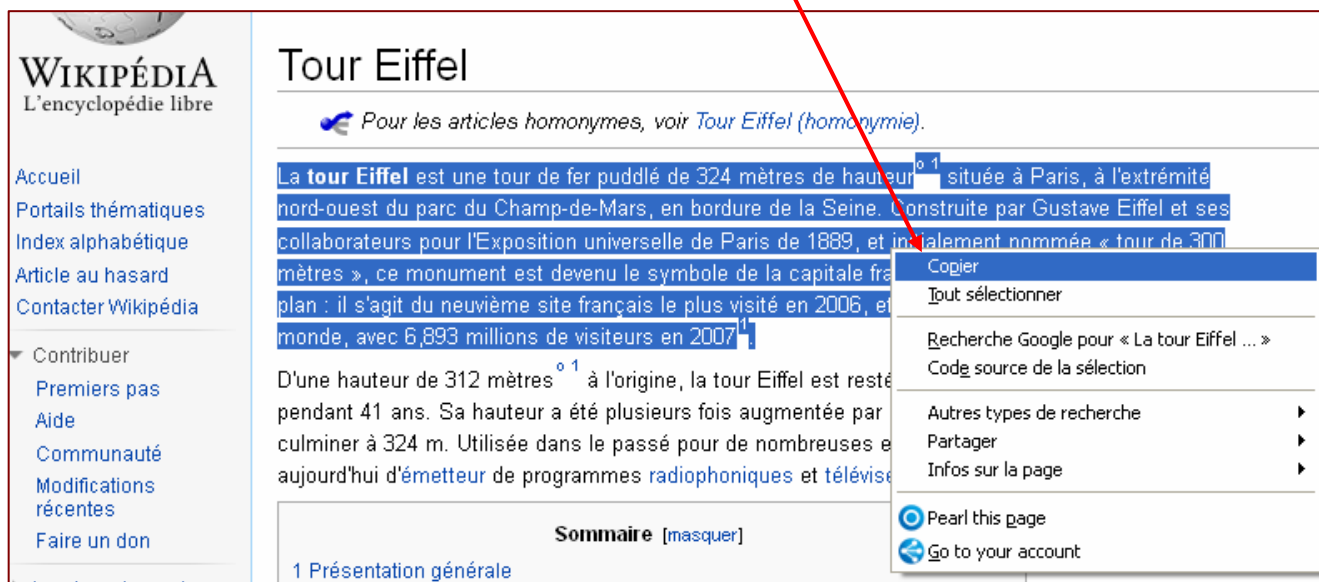 WIKIPÉDIA
L'encyclopédie libre
Accueil
Portails thématiques
Index alphabétique
Article au hasard
Contacter Wikipédia
Contribuer
Premiers pas
Aide
Communauté
Modifications
récentes
Faire un don
Tour Eiffel
Pour les articles homonymes, voir Tour Eiffel (homonymie).
La tour Eiffel est une tour de fer puddlé de 324 mètres de hauteur o 1 située à Paris, à l'extrémité
nord-ouest du parc du Champ-de-Mars, en bordure de la Seine. Construite par Gustave Eiffel et ses
collaborateurs pour l'Exposition universelle de Paris de 1889, et initialement nommée « tour de 300
mètres », ce monument est devenu le symbole de la capitale
plan : il s'agit du neuvième site français le plus visité en 2006,
monde, avec 6,893 millions de visiteurs en 2007 1.
D'une hauteur de 312 mètres o 1 à l'origine, la tour Eiffel est
pendant 41 ans. Sa hauteur a été plusieurs fois augmentée par
culminer à 324 m. Utilisée dans le passé pour de nombreuses
aujourd'hui d'émetteur de programmes radiophoniques et
Sommaire [masquer]
1 Présentation générale
Copier
Tout sélectionner
Recherche Google pour « La tour Eiffel ... »
Code source de la sélection
Autres types de recherche
Partager
Infos sur la page
Pearl this page
Go to your account